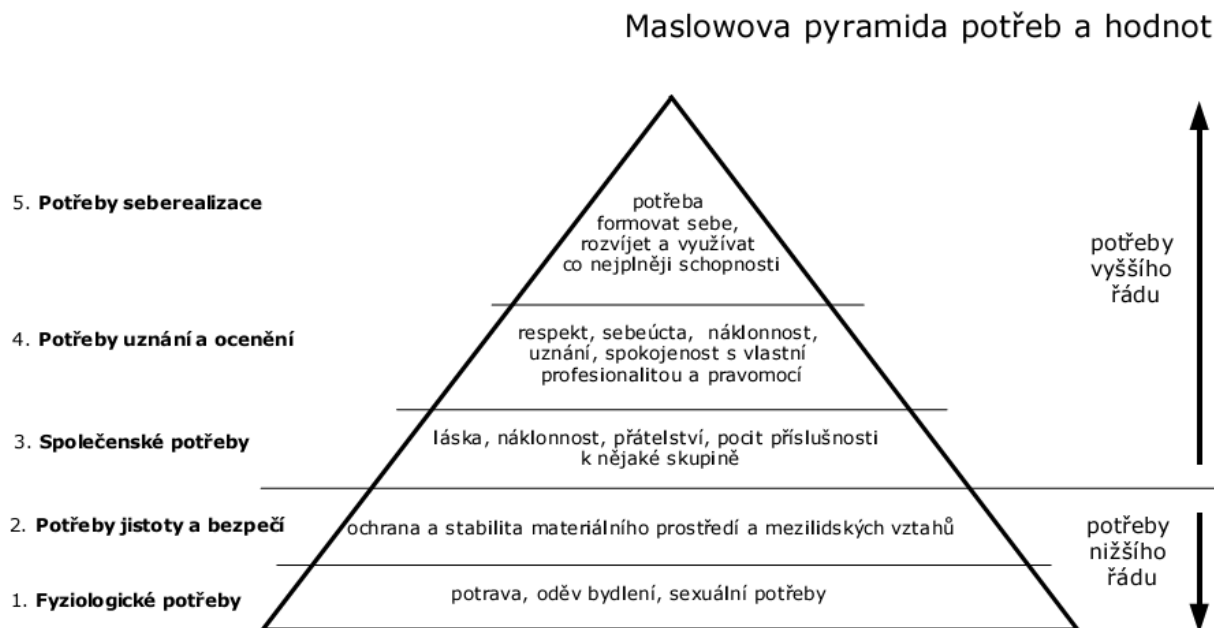 Maslowova pyramida potřeb a hodnot
5. Potřeby seberealizace
potřeba
formovat sebe,
rozvíjet a využívat
co nejplněji schopnosti
potřeby
vyššího
řádu
4. Potřeby uznání a ocenění
respekt, sebeúcta, náklonnost,
uznání, spokojenost s vlastní
profesionalitou a pravomocí
3. Společenské potřeby
láska, náklonnost, přátelství, pocit příslušnosti
k nějaké skupině
2. Potřeby jistoty a bezpečí
ochrana a stabilita materiálního prostředí a mezilidských vztahů
potřeby
nižšího
řádu
1. Fyziologické potřeby
potrava, oděv bydlení, sexuální potřeby